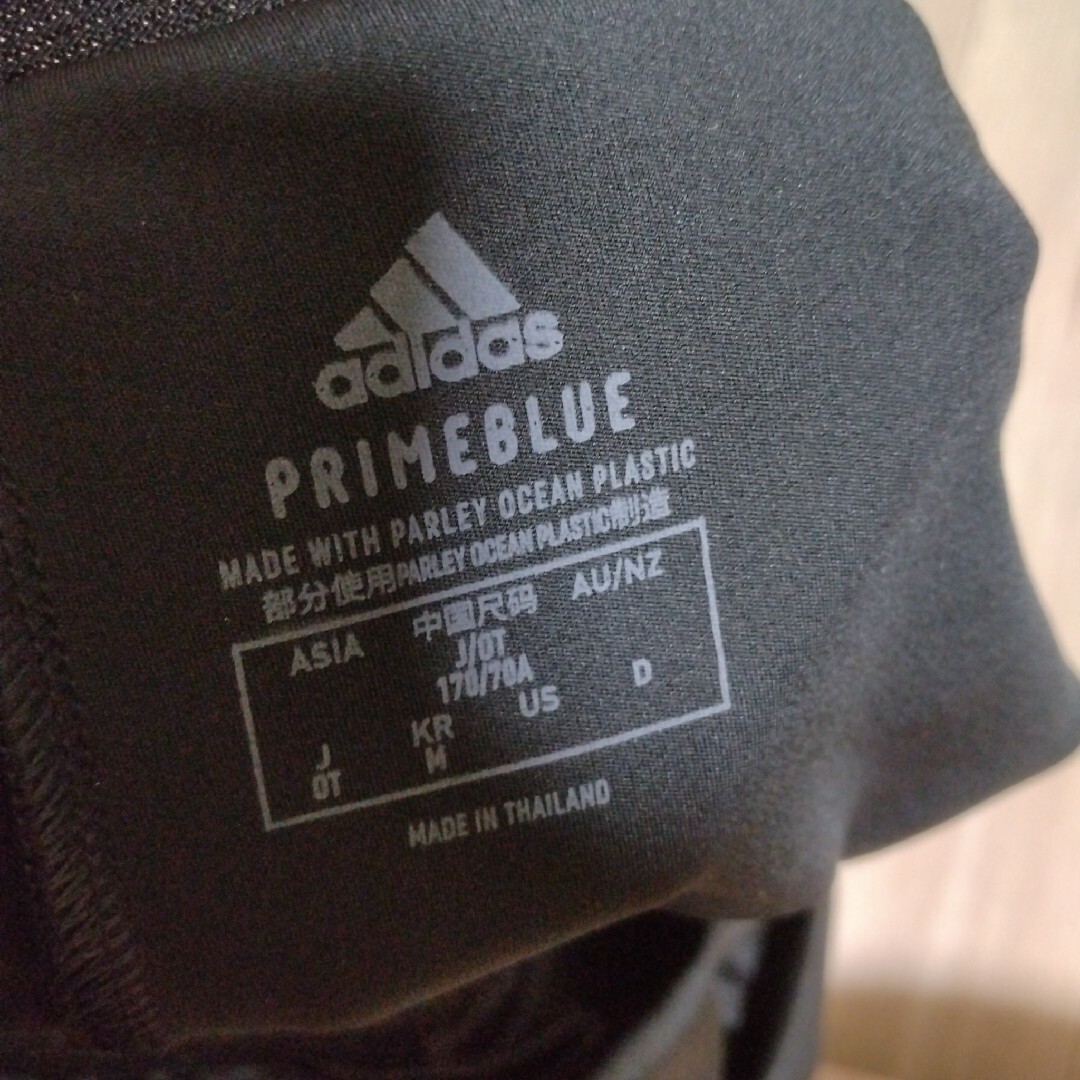 adidas
PRIMEBLUE
MADE WITH PARLEY OCEAN PLASTIC
部分使用PARLEY OCEAN PLASTIC制造
ASIA 中國尺码 AU/NZ
J/OT
170/70A
KR US D
J M
OT
MADE IN THAILAND